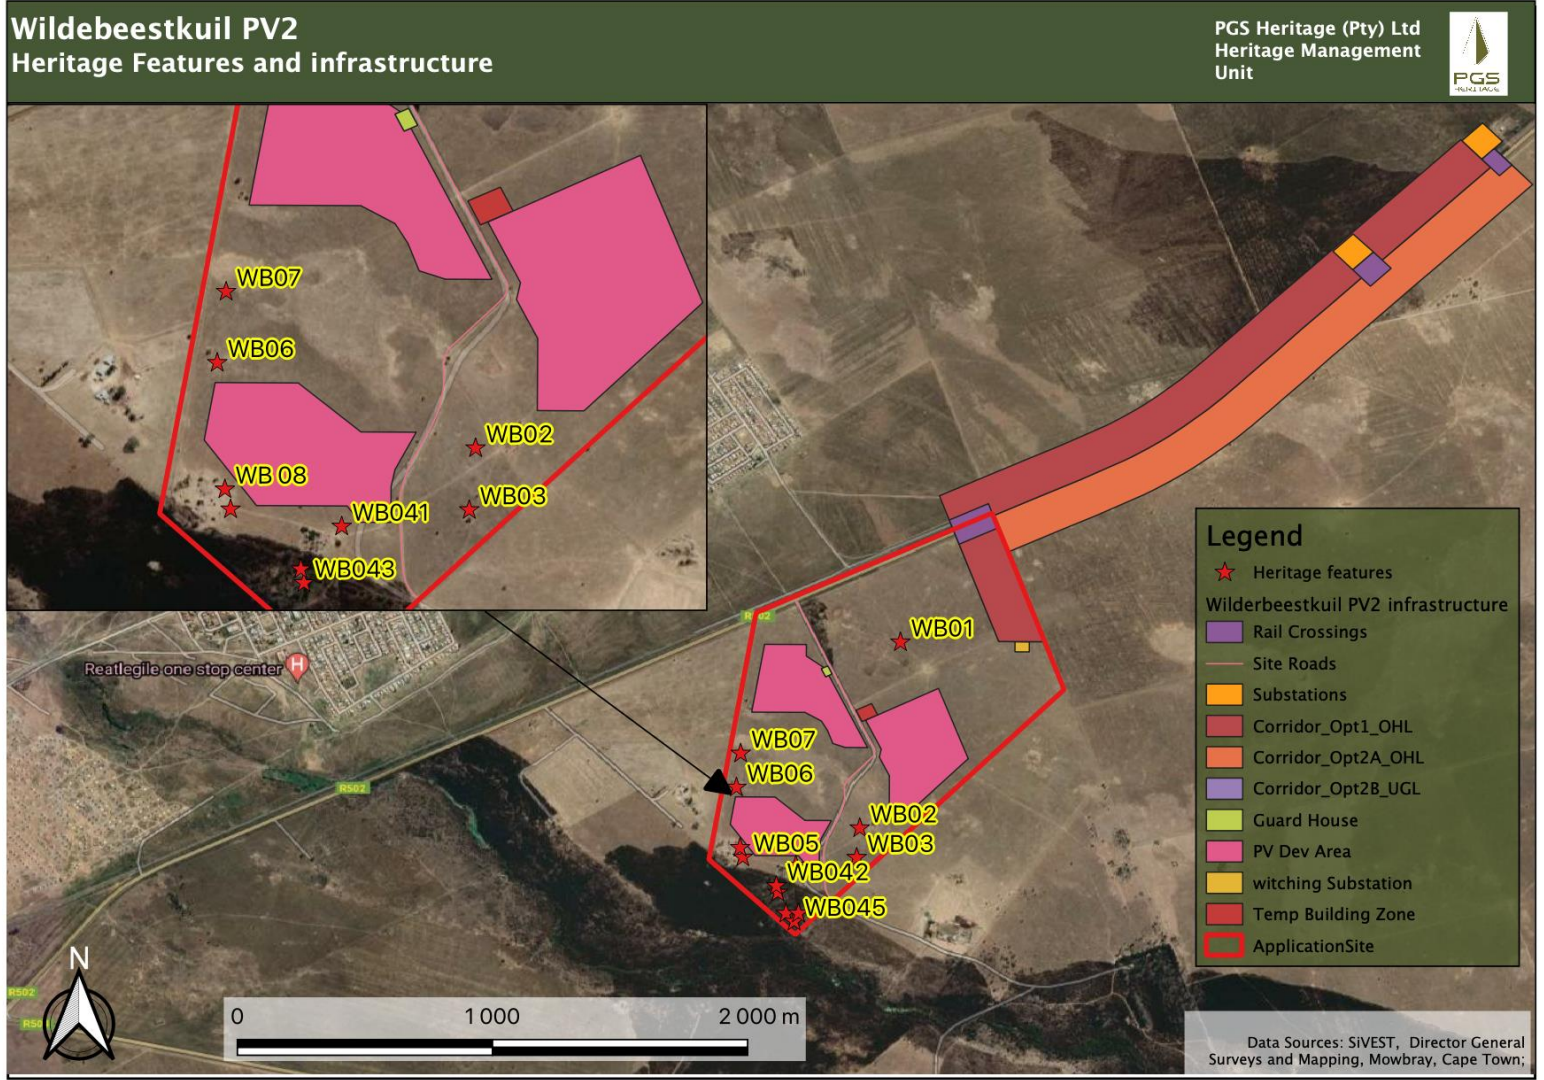 Wildebeestkuil PV2
Heritage Features and infrastructure
PGS Heritage (Pty) Ltd
Heritage Management
Unit
PGS
HERITAGE
WB07
WB06
WB02
WB 08
WB03
WB041
WB043
R502
WB01
Reatlegile one stop center
H
WB07
WB06
R502
WB02
WB05
WB03
WB042
WB045
Legend
Heritage features
Wilderbeestkuil PV2 infrastructure
Rail Crossings
Site Roads
Substations
Corridor_Opt1_OHL
Corridor_Opt2A_OHL
Corridor_Opt2B_UGL
Guard House
PV Dev Area
witching Substation
Temp Building Zone
ApplicationSite
N
R502
0 1 000 2 000 m
Data Sources: SiVEST, Director General
Surveys and Mapping, Mowbray, Cape Town;